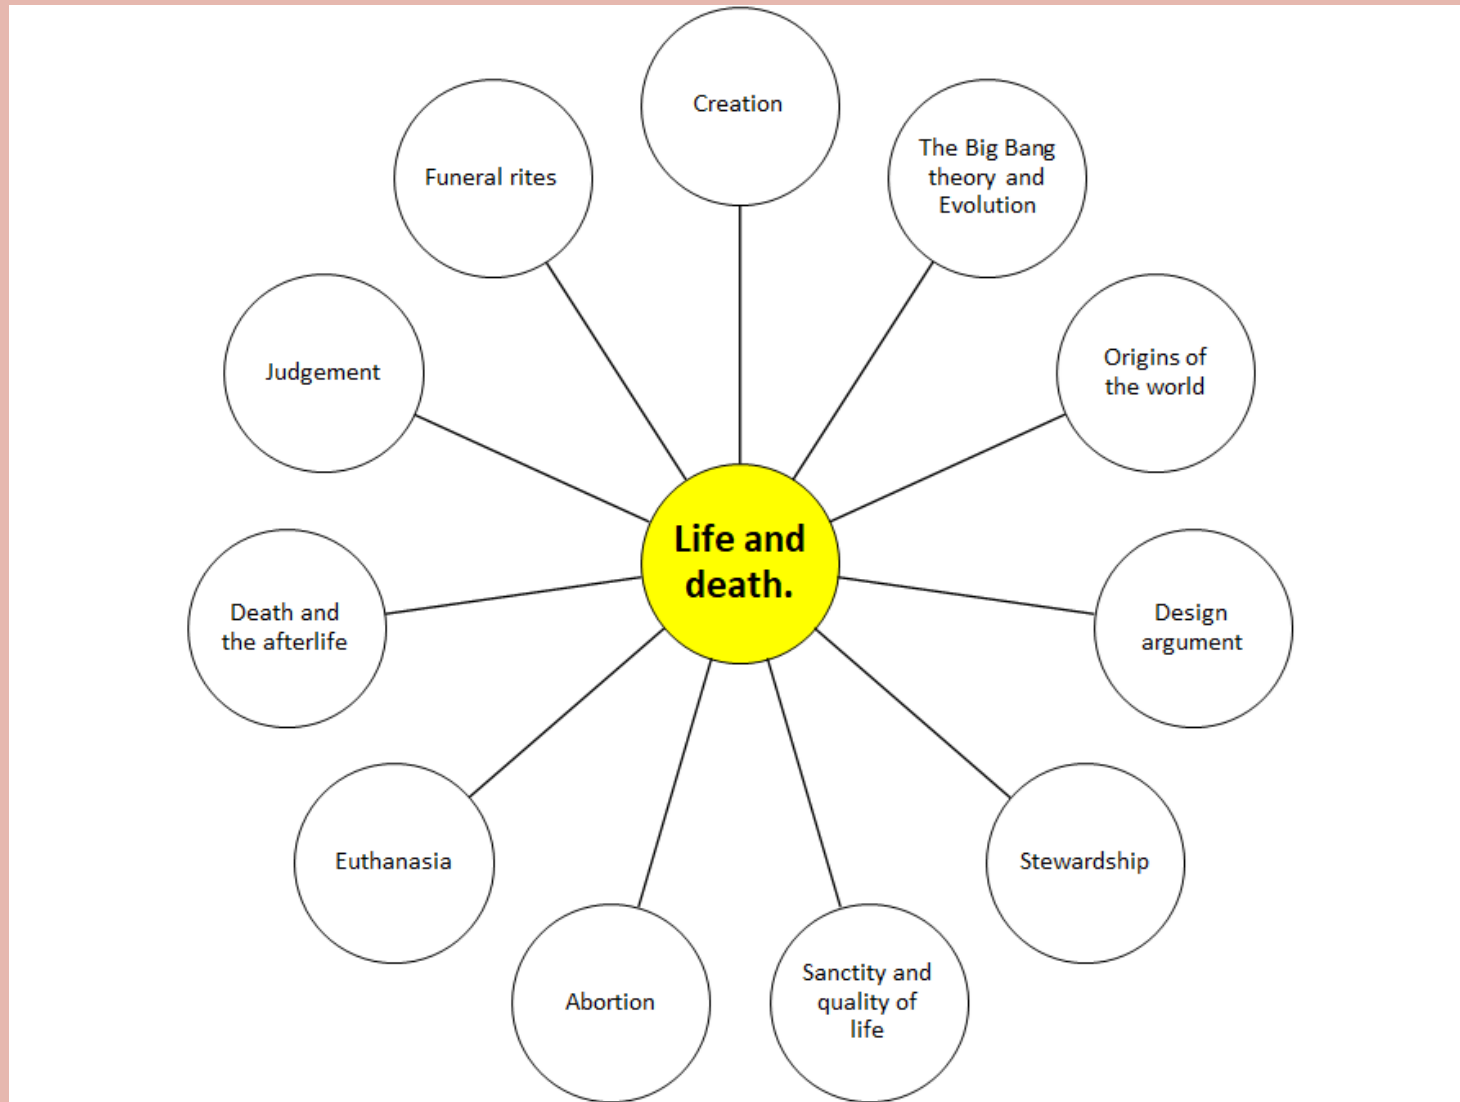 Creation
The Big Bang
theory and
Evolution
Origins of
the world
Design
argument
Stewardship
Sanctity and
quality of
life
Abortion
Euthanasia
Death and
the afterlife
Judgement
Funeral rites
Life and
death.